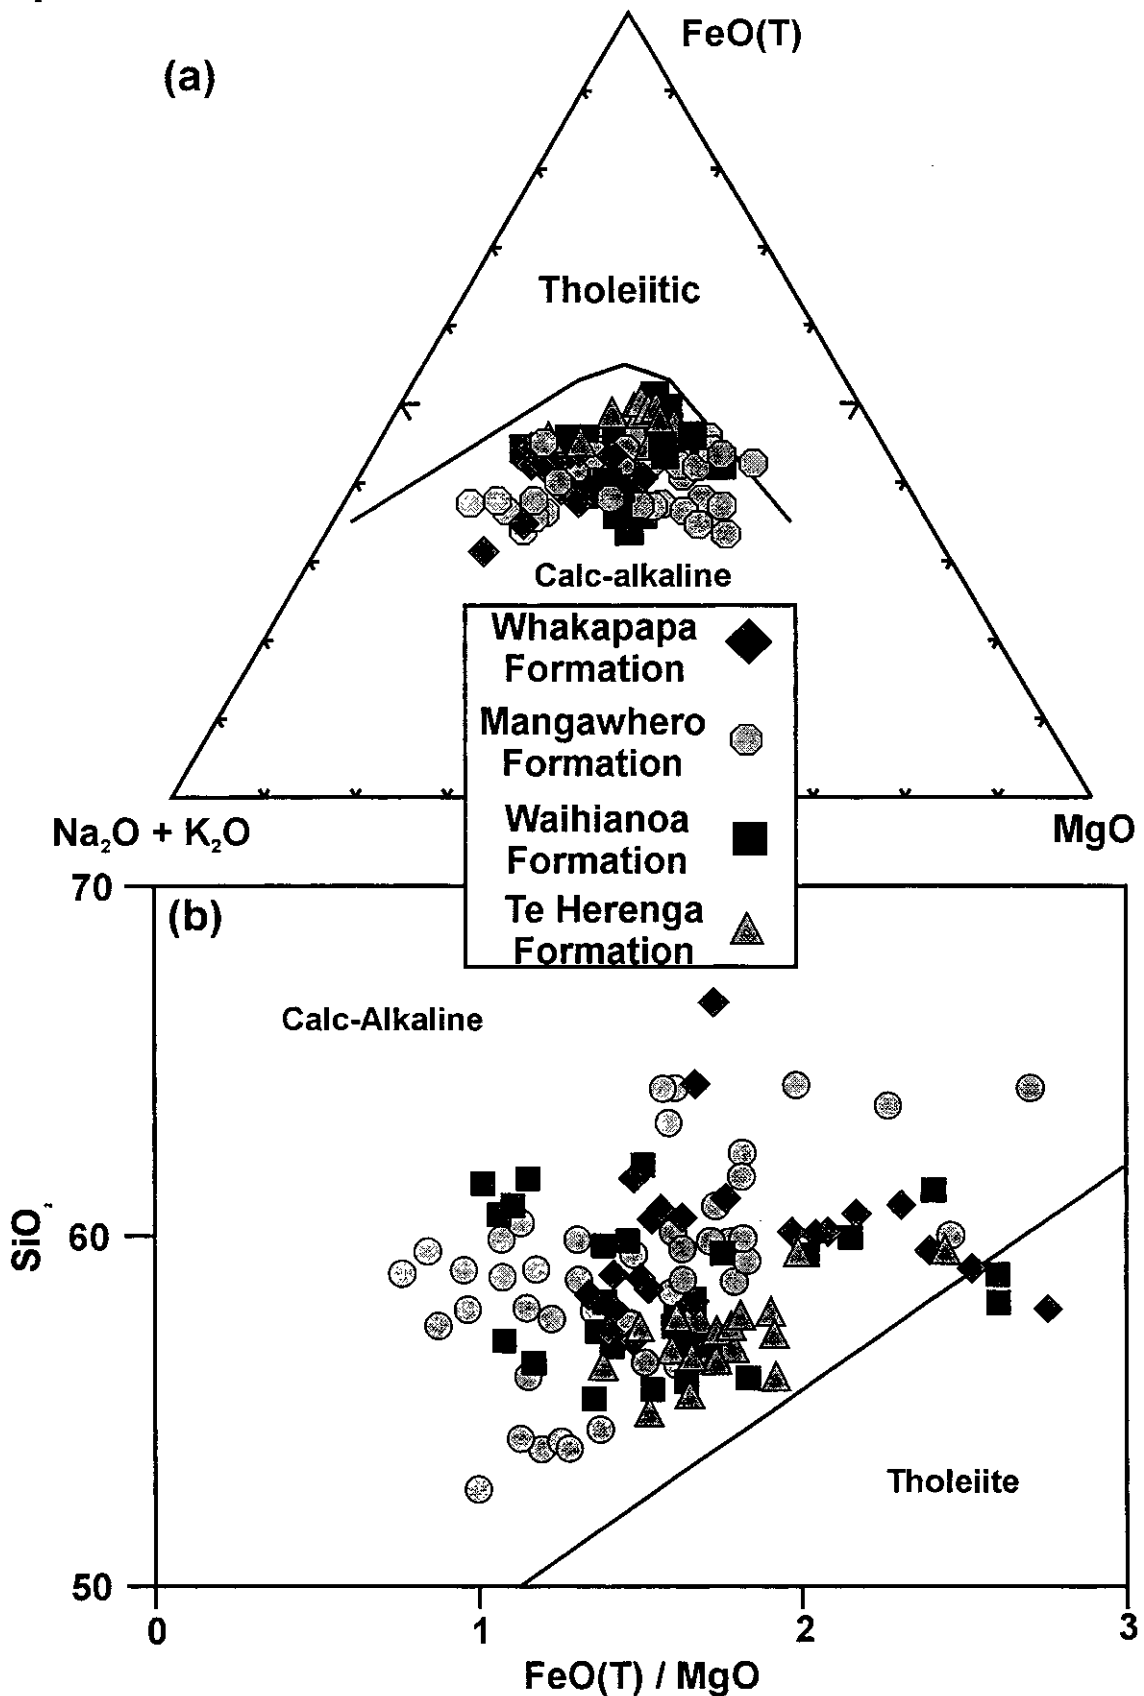 FeO(T)
(a)
Tholeiitic
Calc-alkaline
Whakapapa
Formation
Mangawhero
Formation
Waihianoa
Formation
Te Herenga
Formation
Na₂O + K₂O
MgO
70
(b)
Calc-Alkaline
60
SiO₂
Tholeiite
50
0
1
2
3
FeO(T) / MgO